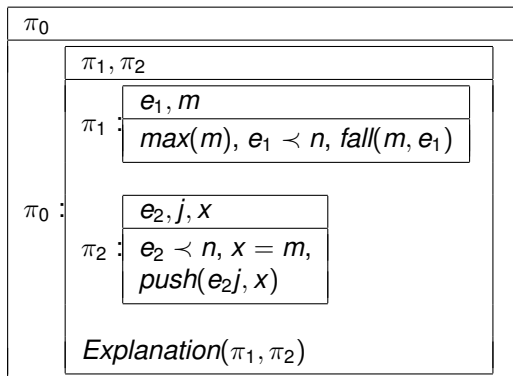 π₀
π₁, π₂
e₁, m
π₁ : max(m), e₁ ≺ n, fall(m, e₁)
π₀ :
e₂, j, x
π₂ : e₂ ≺ n, x = m,
push(e₂j, x)
Explanation(π₁, π₂)